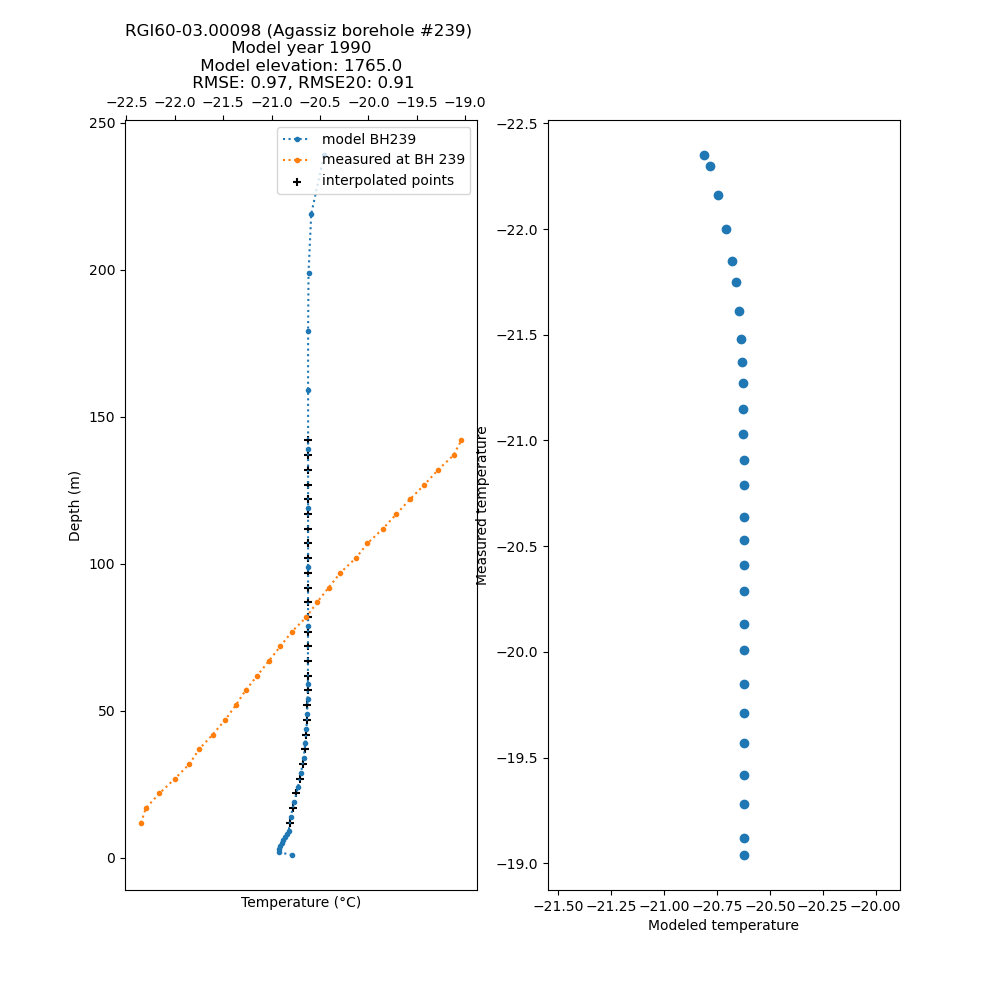 RGI60-03.00098 (Agassiz borehole #239)
Model year 1990
Model elevation: 1765.0
RMSE: 0.97, RMSE20: 0.91
−22.5 −22.0 −21.5 −21.0 −20.5 −20.0 −19.5 −19.0
model BH239
measured at BH 239
interpolated points
250
200
150
100
50
0
Depth (m)
Temperature (°C)
−22.5
−22.0
−21.5
−21.0
−20.5
−20.0
−19.5
−19.0
Measured temperature
−21.50 −21.25 −21.00 −20.75 −20.50 −20.25 −20.00
Modeled temperature